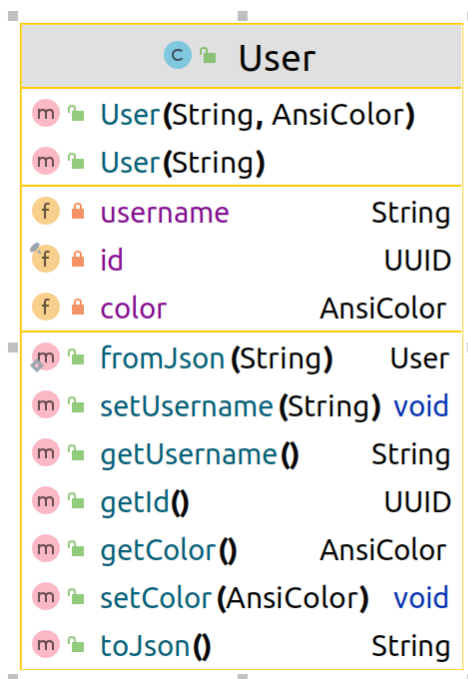 C User
m User(String, AnsiColor)
m User(String)
f username String
f id UUID
f color AnsiColor
m fromJson(String) User
m setUsername(String) void
m getUsername() String
m getId() UUID
m getColor() AnsiColor
m setColor(AnsiColor) void
m toJson() String